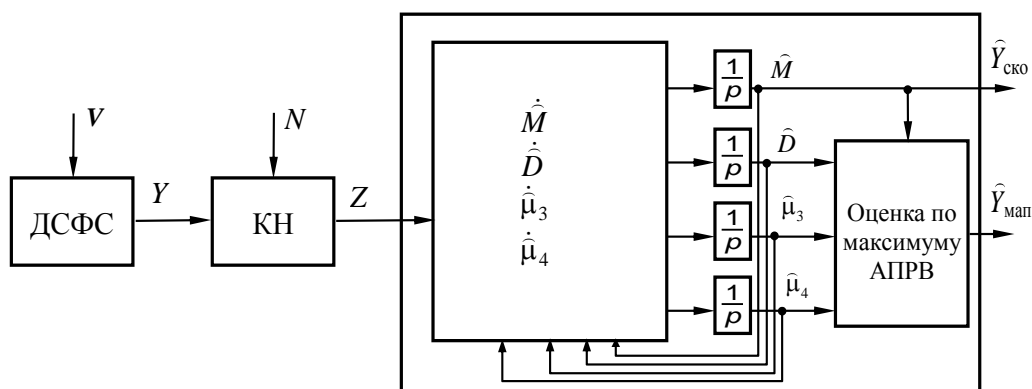 V
ДСФС
Y
N
КН
Z
M̂̇
D̂̇
μ̂̇₃
μ̂̇₄
1/p
M̂
1/p
D̂
1/p
μ̂₃
1/p
μ̂₄
Оценка по
максимуму
АПРВ
Ŷско
Ŷмап